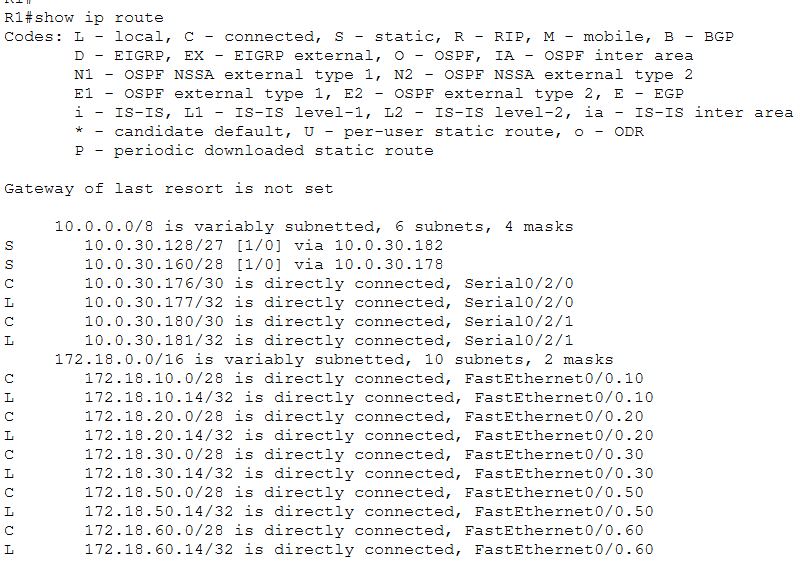 R1#
R1#show ip route
Codes: L - local, C - connected, S - static, R - RIP, M - mobile, B - BGP
       D - EIGRP, EX - EIGRP external, O - OSPF, IA - OSPF inter area
       N1 - OSPF NSSA external type 1, N2 - OSPF NSSA external type 2
       E1 - OSPF external type 1, E2 - OSPF external type 2, E - EGP
       i - IS-IS, L1 - IS-IS level-1, L2 - IS-IS level-2, ia - IS-IS inter area
       * - candidate default, U - per-user static route, o - ODR
       P - periodic downloaded static route

Gateway of last resort is not set

     10.0.0.0/8 is variably subnetted, 6 subnets, 4 masks
S       10.0.30.128/27 [1/0] via 10.0.30.182
S       10.0.30.160/28 [1/0] via 10.0.30.178
C       10.0.30.176/30 is directly connected, Serial0/2/0
L       10.0.30.177/32 is directly connected, Serial0/2/0
C       10.0.30.180/30 is directly connected, Serial0/2/1
L       10.0.30.181/32 is directly connected, Serial0/2/1
     172.18.0.0/16 is variably subnetted, 10 subnets, 2 masks
C       172.18.10.0/28 is directly connected, FastEthernet0/0.10
L       172.18.10.14/32 is directly connected, FastEthernet0/0.10
C       172.18.20.0/28 is directly connected, FastEthernet0/0.20
L       172.18.20.14/32 is directly connected, FastEthernet0/0.20
C       172.18.30.0/28 is directly connected, FastEthernet0/0.30
L       172.18.30.14/32 is directly connected, FastEthernet0/0.30
C       172.18.50.0/28 is directly connected, FastEthernet0/0.50
L       172.18.50.14/32 is directly connected, FastEthernet0/0.50
C       172.18.60.0/28 is directly connected, FastEthernet0/0.60
L       172.18.60.14/32 is directly connected, FastEthernet0/0.60